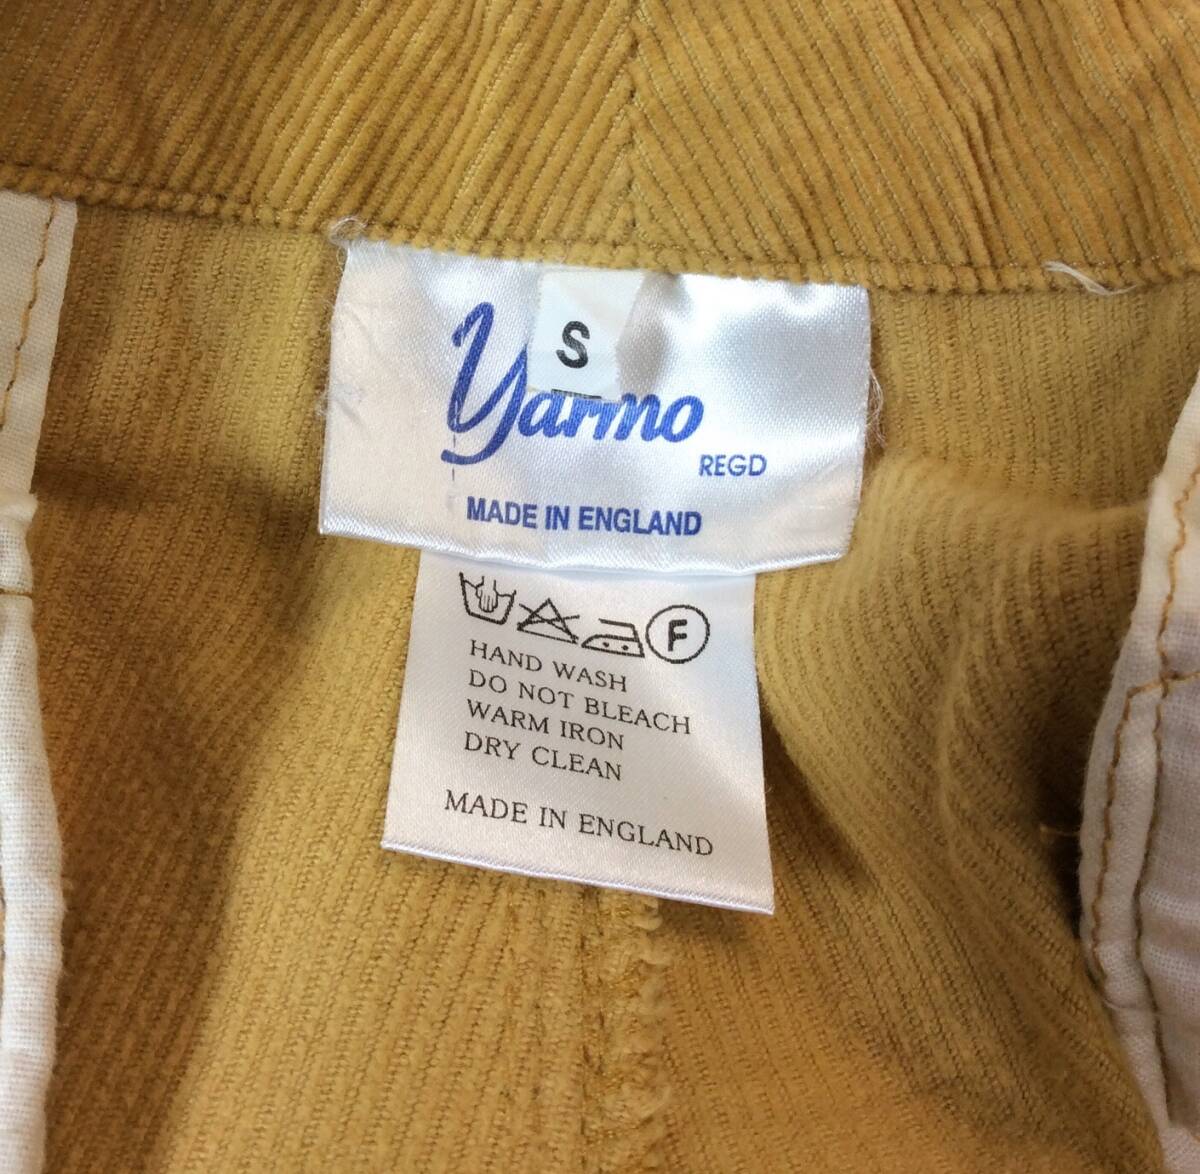 S
Yarmo
REGD
MADE IN ENGLAND
F
HAND WASH
DO NOT BLEACH
WARM IRON
DRY CLEAN
MADE IN ENGLAND